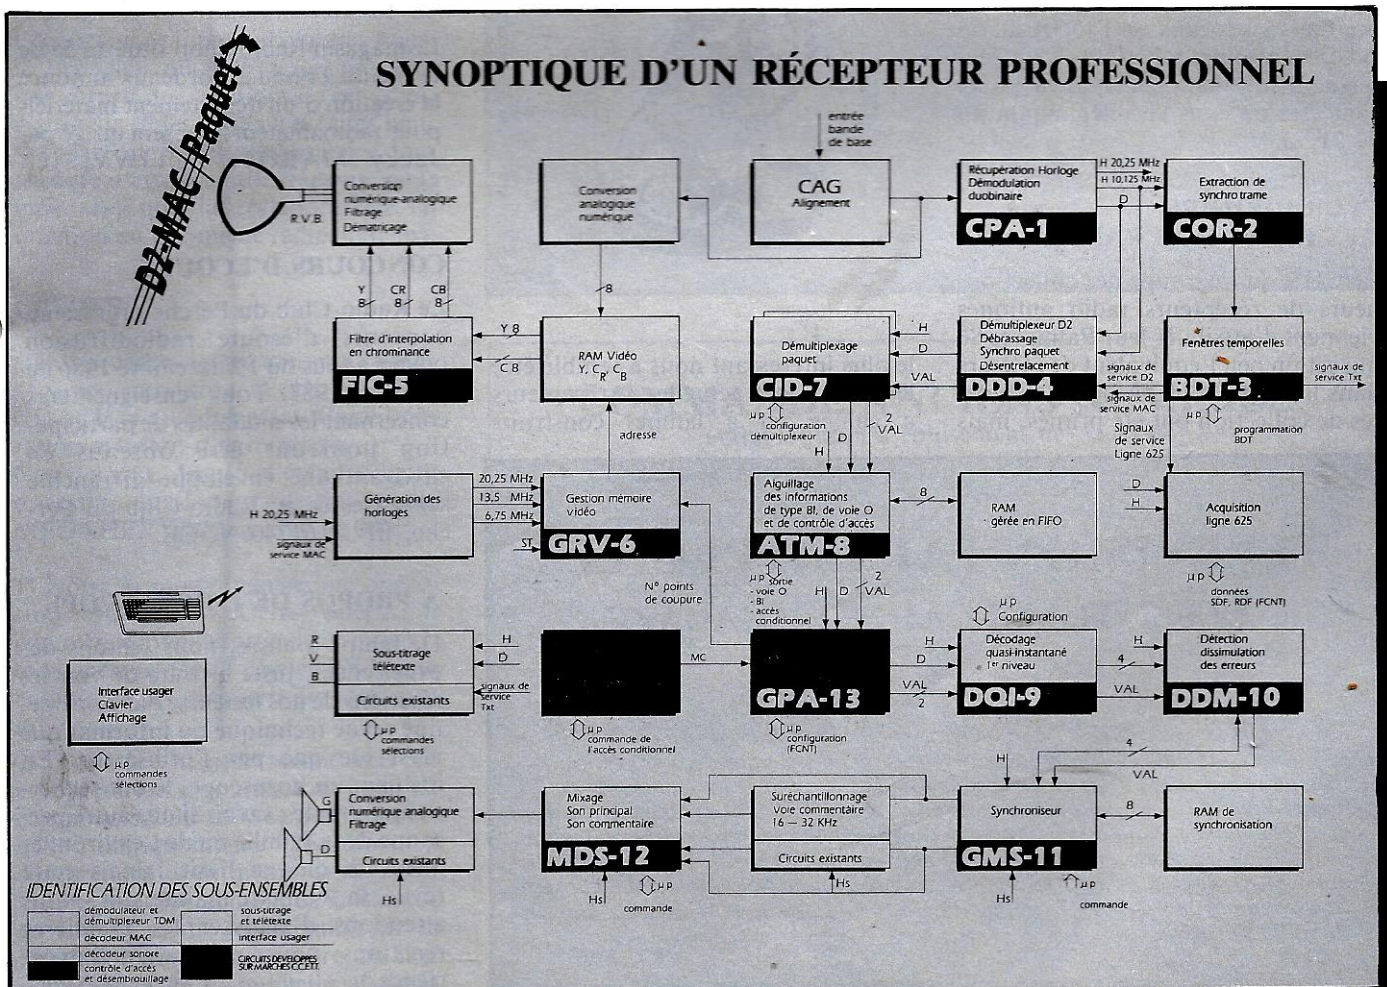 D2-MAC Paquet
SYNOPTIQUE D'UN RÉCEPTEUR PROFESSIONNEL
entrée
bande
de base
R.V.B.
Conversion
numérique-analogique
Filtrage
Dématricage
Conversion
analogique
numérique
CAG
Alignement
Récupération Horloge
Démodulation
duobinaire
CPA-1
H 20,25 MHz
H 10,125 MHz
D
Extraction de
synchro trame
COR-2
Y
8
CR
8
CB
8
8
Filtre d'interpolation
en chrominance
FIC-5
Y 8
C 8
RAM Vidéo
Y, CR, CB
Démultiplexage
paquet
CID-7
H
D
VAL
Démultiplexeur D2
Débrassage
Synchro paquet
Désentrelacement
DDD-4
signaux de
service D2
signaux de
service MAC
Fenêtres temporelles
BDT-3
signaux de
service Txt
µp
configuration
démultiplexeur
D
2
VAL
H
µp
programmation
BDT
Signaux
de service
Ligne 625
adresse
H 20,25 MHz
signaux de
service MAC
Génération des
horloges
20,25 MHz
13,5 MHz
6,75 MHz
ST
Gestion mémoire
vidéo
GRV-6
Aiguillage
des informations
de type BI, de voie O
et de contrôle d'accès
ATM-8
8
RAM
gérée en FIFO
D
H
Acquisition
ligne 625
µp
données
SDF, RDF (FCNT)
µp sortie
- voie O
- BI
- accès
conditionnel
H
D
2
VAL
N° points
de coupure
µp
Configuration
Interface usager
Clavier
Affichage
µp
commandes
sélections
R
V
B
Sous-titrage
télétexte
Circuits existants
H
D
signaux de
service
Txt
µp
commandes
sélections
MC
µp
commande de
l'accès conditionnel
GPA-13
µp
configuration
(FCNT)
H
D
VAL
2
Décodage
quasi-instantané
1er niveau
DQI-9
H
4
VAL
Détection
dissimulation
des erreurs
DDM-10
4
VAL
H
G
D
Conversion
numérique analogique
Filtrage
Circuits existants
Hs
Mixage
Son principal
Son commentaire
MDS-12
Hs
µp
commande
Suréchantillonnage
Voie commentaire
16 — 32 KHz
Circuits existants
Hs
Synchroniseur
GMS-11
Hs
µp
commande
8
RAM de
synchronisation
IDENTIFICATION DES SOUS-ENSEMBLES
démodulateur et
démultiplexeur TDM
décodeur MAC
décodeur sonore
contrôle d'accès
et désembrouillage
sous-titrage
et télétexte
interface usager
CIRCUITS DEVELOPPES
SUR MARCHES C.C.E.T.T.